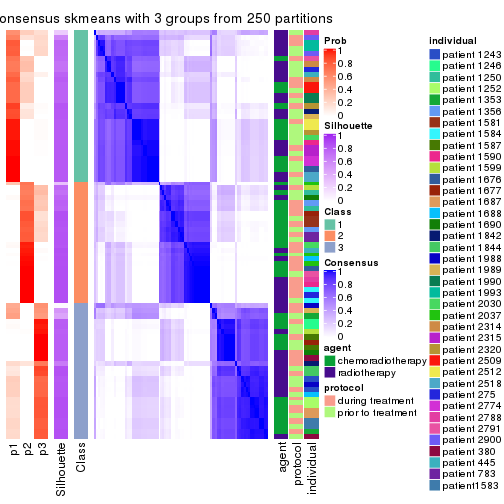 onsensus skmeans with 3 groups from 250 partitions
Prob
1
0.8
0.6
0.4
0.2
0
Silhouette
1
0.8
0.6
0.4
0.2
0
Class
1
2
3
Consensus
1
0.8
0.6
0.4
0.2
0
agent
chemoradiotherapy
radiotherapy
protocol
during treatment
prior to treatment
individual
patient 1243
patient 1246
patient 1250
patient 1252
patient 1353
patient 1356
patient 1581
patient 1584
patient 1587
patient 1590
patient 1599
patient 1676
patient 1677
patient 1687
patient 1688
patient 1690
patient 1842
patient 1844
patient 1988
patient 1989
patient 1990
patient 1993
patient 2030
patient 2037
patient 2314
patient 2315
patient 2320
patient 2509
patient 2512
patient 2518
patient 275
patient 2774
patient 2788
patient 2791
patient 2900
patient 380
patient 445
patient 783
patient1583
p1
p2
p3
Silhouette
Class
agent
protocol
individual